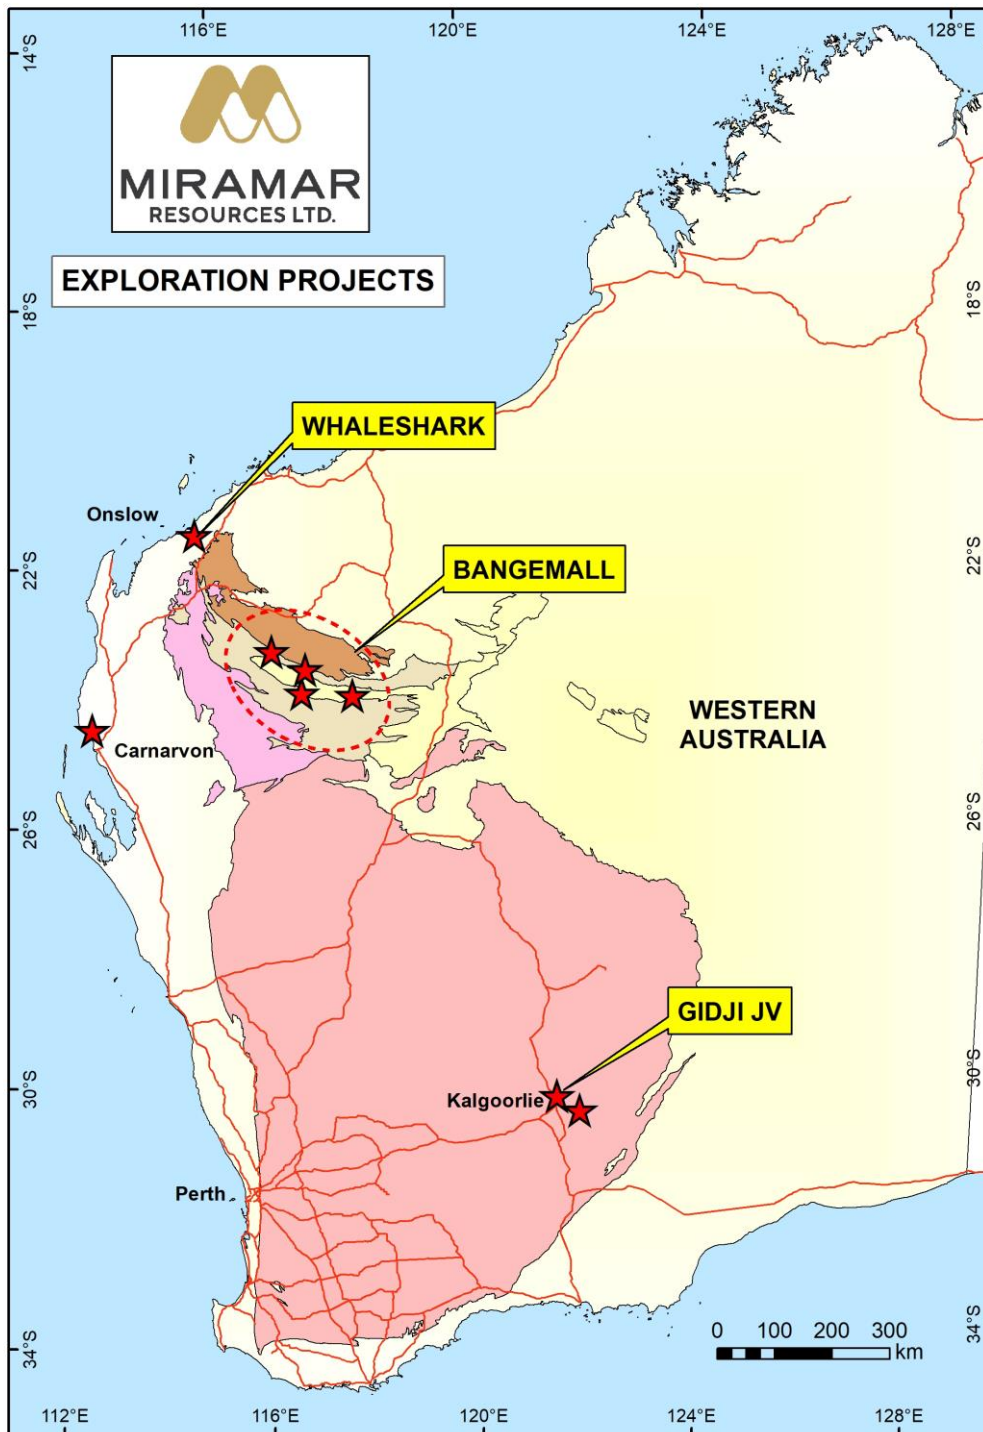 116°E
120°E
124°E
128°E
14°S
MIRAMAR
RESOURCES LTD.
EXPLORATION PROJECTS
18°S
18°S
WHALESHARK
Onslow
22°S
22°S
BANGEMALL
WESTERN
AUSTRALIA
Carnarvon
26°S
26°S
GIDJI JV
30°S
30°S
Kalgoorlie
Perth
34°S
34°S
0 100 200 300
km
112°E
116°E
120°E
124°E
128°E